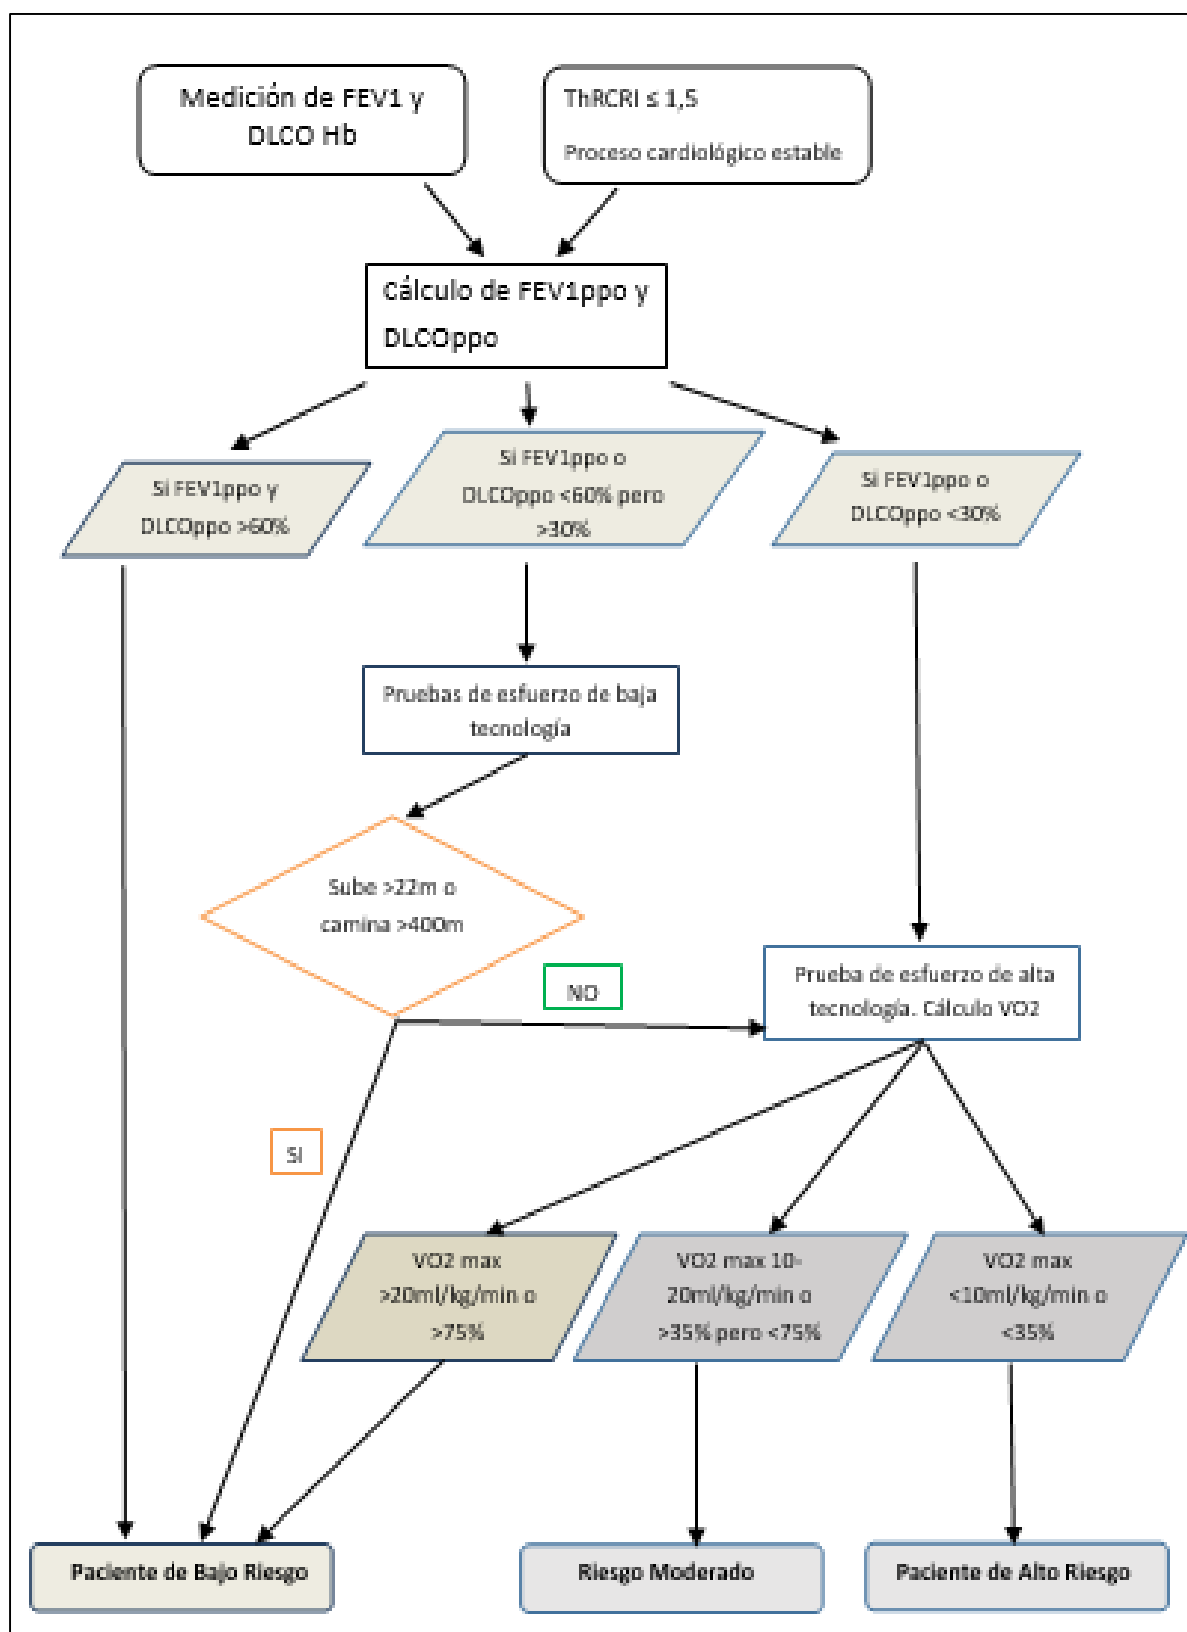 Medición de FEV1 y
DLCO Hb
ThRCRI ≤ 1,5
Proceso cardiológico estable
Cálculo de FEV1ppo y
DLCOppo
Si FEV1ppo y
DLCOppo >60%
Si FEV1ppo o
DLCOppo <60% pero
>30%
Si FEV1ppo o
DLCOppo <30%
Pruebas de esfuerzo de baja
tecnología
Sube >22m o
camina >400m
NO
Prueba de esfuerzo de alta
tecnología. Cálculo VO2
SI
VO2 max
>20ml/kg/min o
>75%
VO2 max 10-
20ml/kg/min o
>35% pero <75%
VO2 max
<10ml/kg/min o
<35%
Paciente de Bajo Riesgo
Riesgo Moderado
Paciente de Alto Riesgo